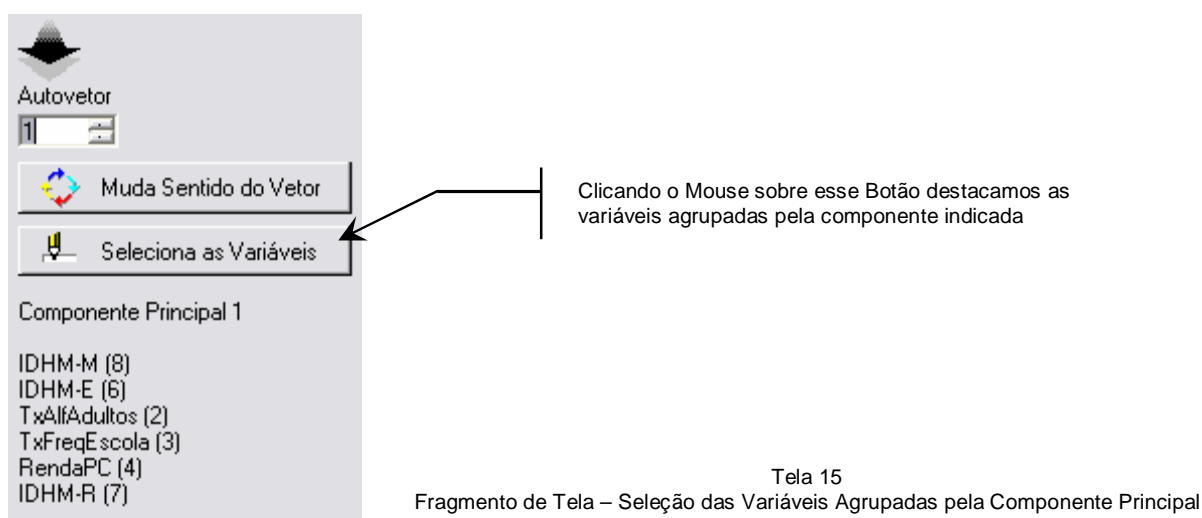 Autovetor
1
Muda Sentido do Vetor
Seleciona as Variáveis
Clicando o Mouse sobre esse Botão destacamos as
variáveis agrupadas pela componente indicada
Componente Principal 1
IDHM-M (8)
IDHM-E (6)
TxAlfAdultos (2)
TxFreqEscola (3)
RendaPC (4)
IDHM-R (7)
Tela 15
Fragmento de Tela – Seleção das Variáveis Agrupadas pela Componente Principal